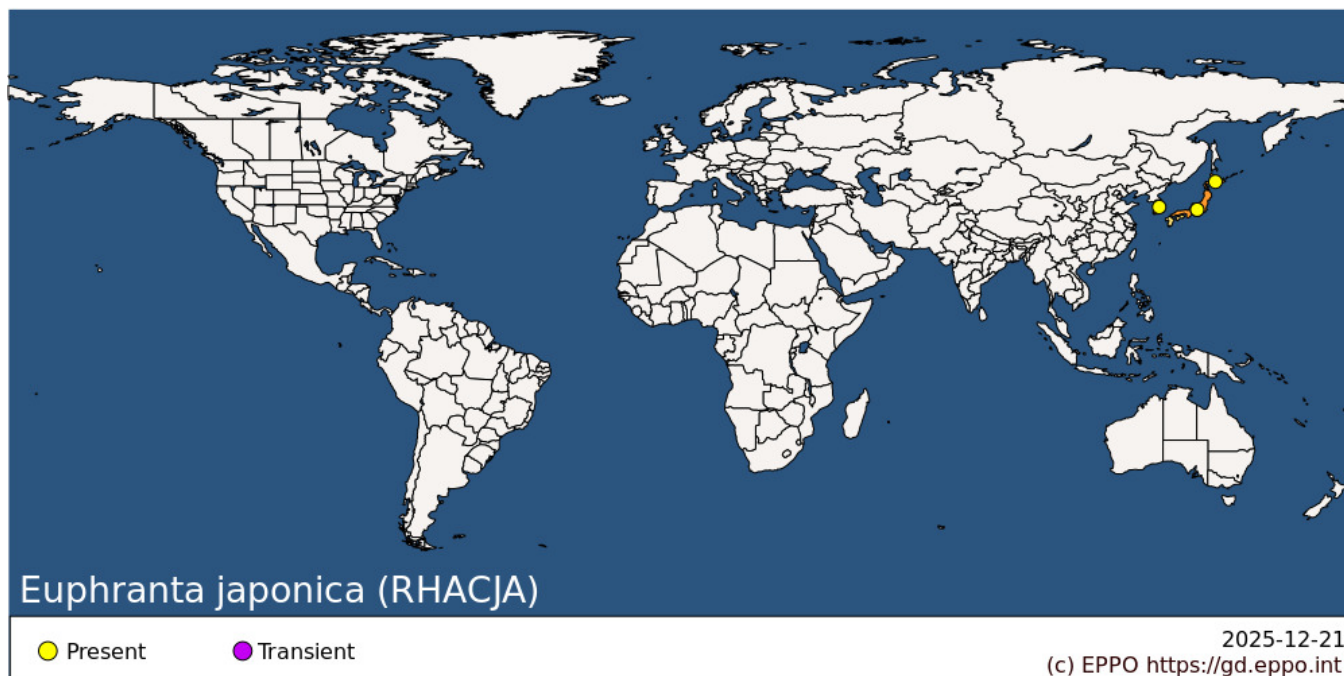 Euphranta japonica (RHACJA)
Present
Transient
2025-12-21
(c) EPPO https://gd.eppo.int